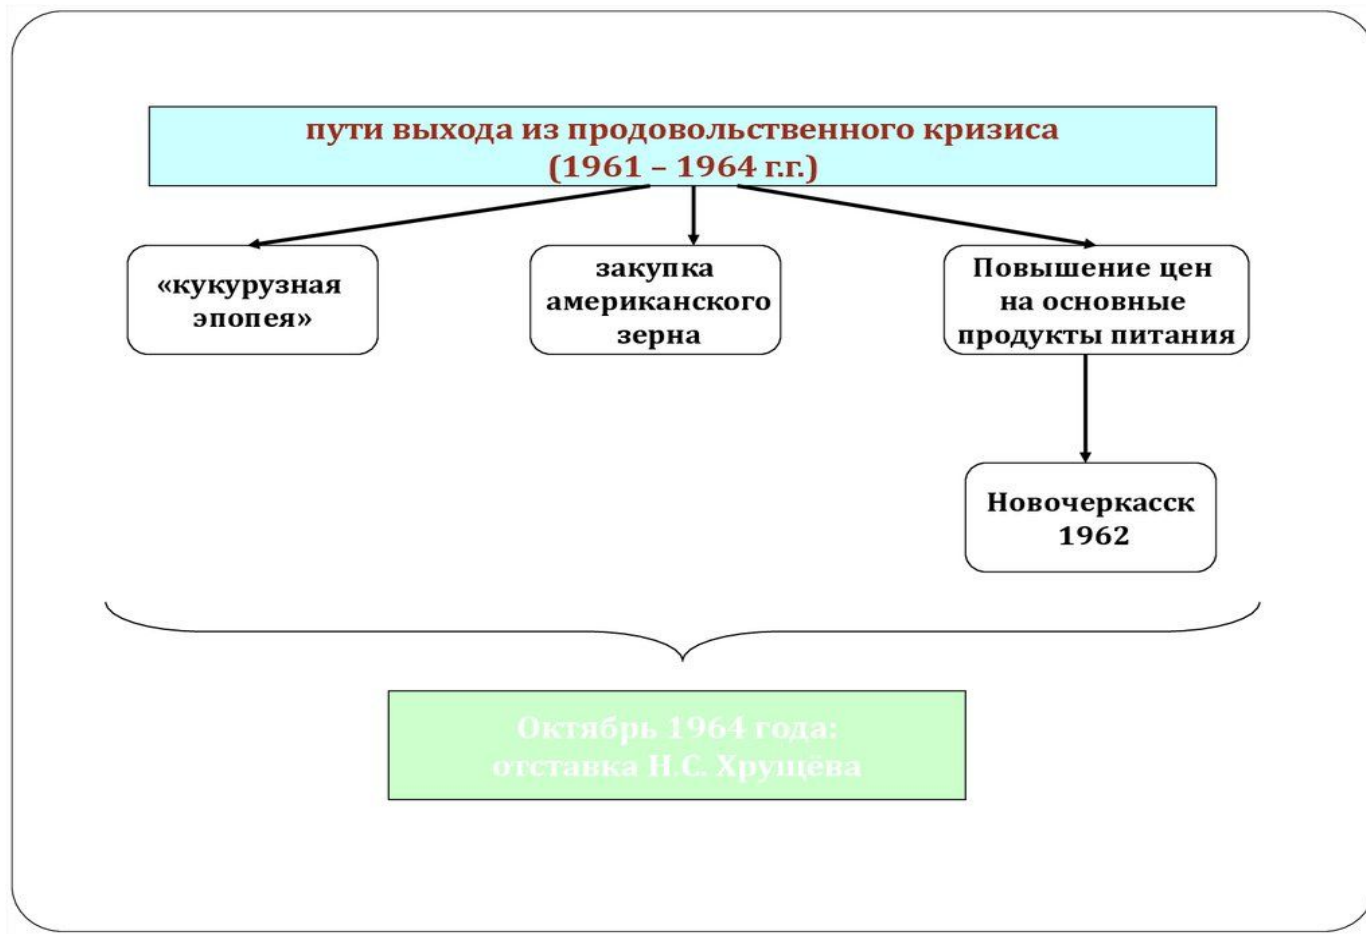 пути выхода из продовольственного кризиса
(1961 – 1964 г.г.)
«кукурузная
эпопея»
закупка
американского
зерна
Повышение цен
на основные
продукты питания
Новочеркасск
1962
Октябрь 1964 года:
отставка Н.С. Хрущёва